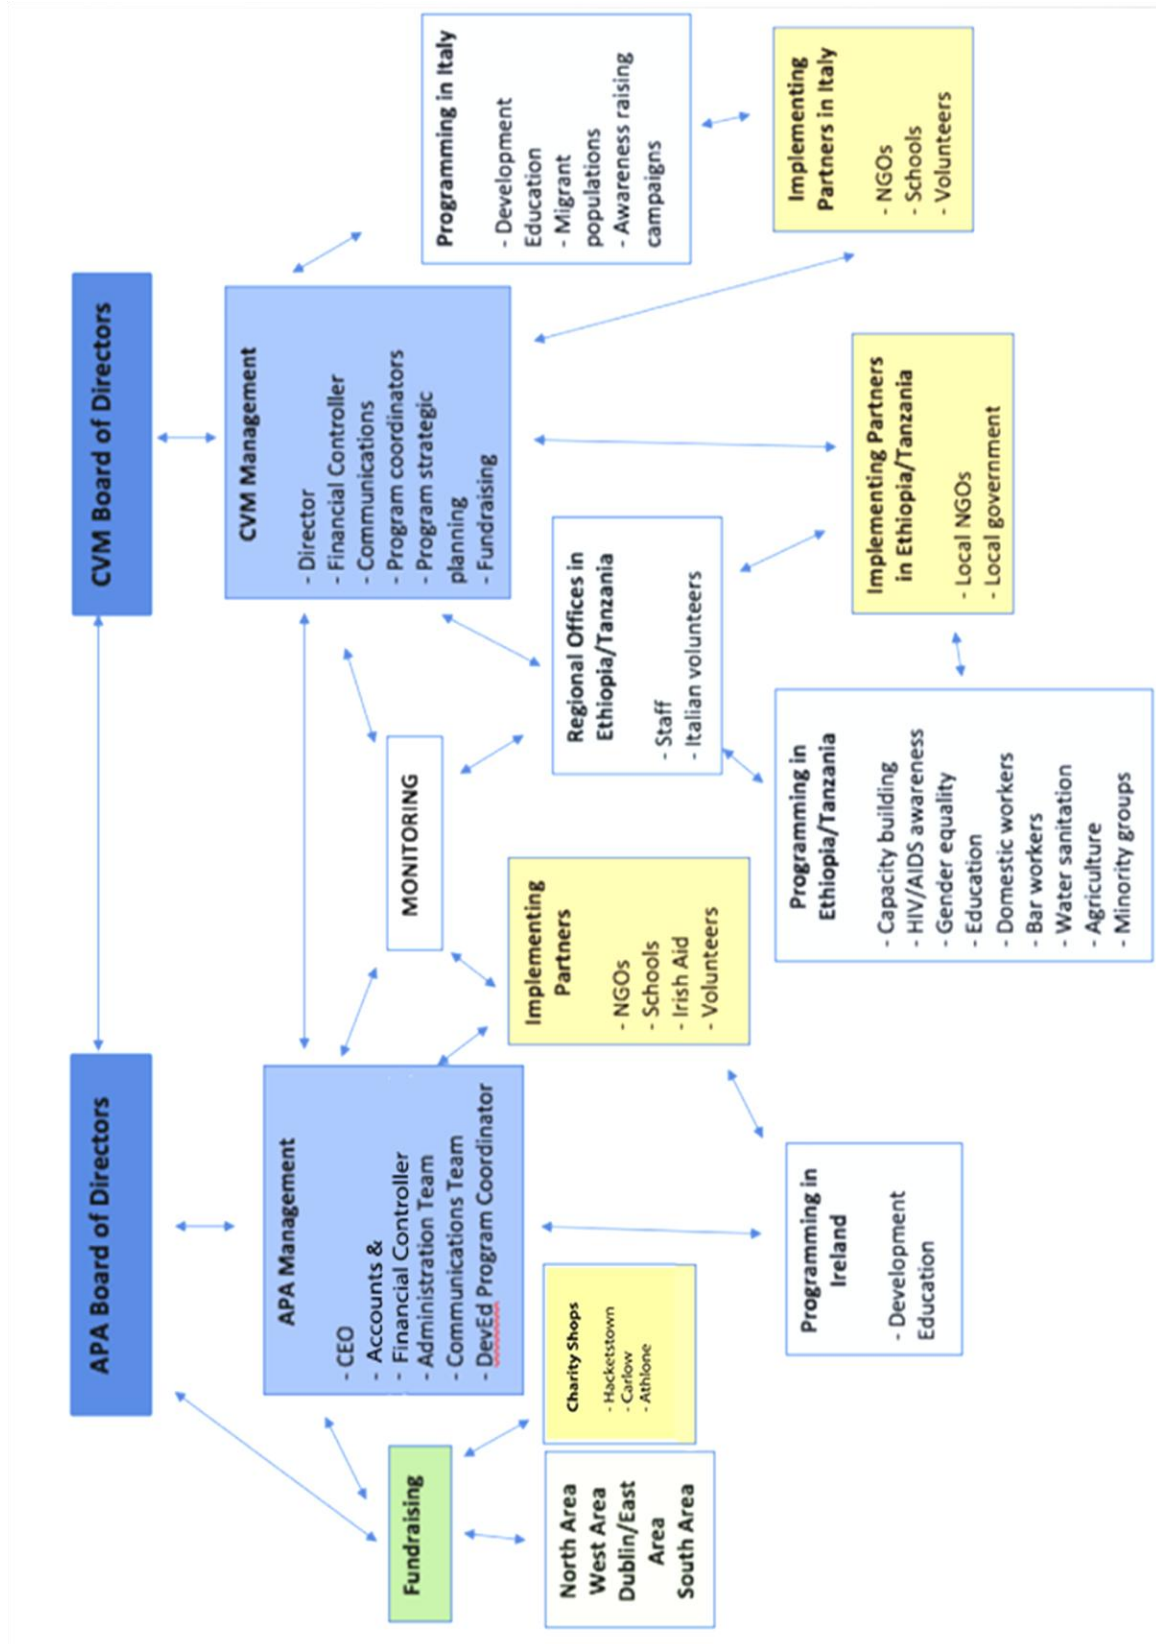 APA Board of Directors
CVM Board of Directors
APA Management
- CEO
- Accounts &
- Financial Controller
- Administration Team
- Communications Team
- DevEd Program Coordinator
CVM Management
- Director
- Financial Controller
- Communications
- Program coordinators
- Program strategic
planning
- Fundraising
Fundraising
MONITORING
Programming in Italy
- Development
Education
- Migrant
populations
- Awareness raising
campaigns
North Area
West Area
Dublin/East
Area
South Area
Charity Shops
- Hacketstown
- Carlow
- Athlone
Implementing
Partners
- NGOs
- Schools
- Irish Aid
- Volunteers
Regional Offices in
Ethiopia/Tanzania
- Staff
- Italian volunteers
Programming in
Ireland
- Development
Education
Programming in
Ethiopia/Tanzania
- Capacity building
- HIV/AIDS awareness
- Gender equality
- Education
- Domestic workers
- Bar workers
- Water sanitation
- Agriculture
- Minority groups
Implementing Partners
in Ethiopia/Tanzania
- Local NGOs
- Local government
Implementing
Partners in Italy
- NGOs
- Schools
- Volunteers